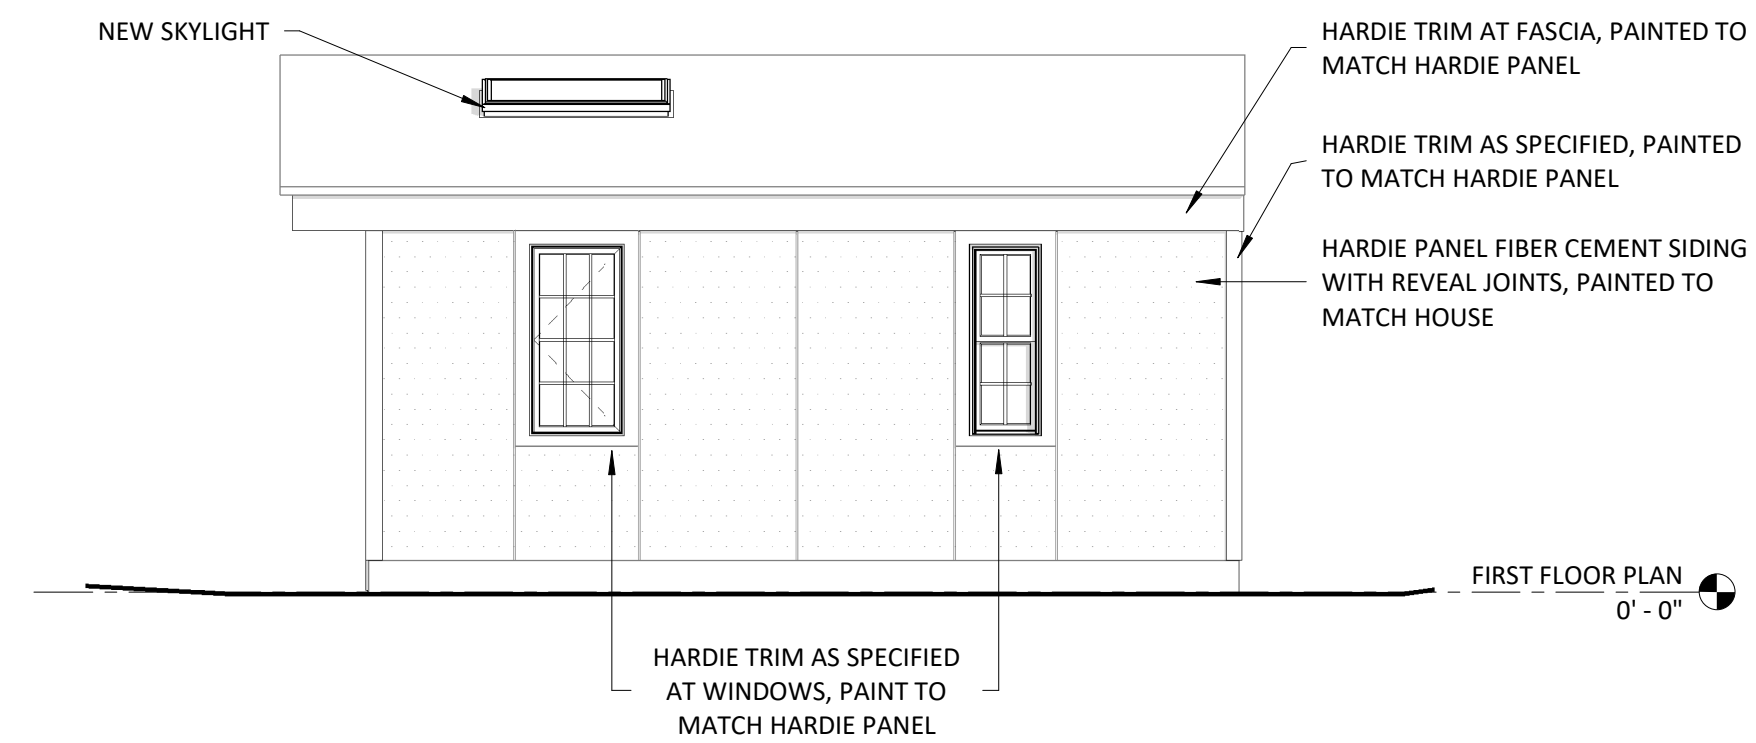 NEW SKYLIGHT
HARDIE TRIM AT FASCIA, PAINTED TO
MATCH HARDIE PANEL
HARDIE TRIM AS SPECIFIED, PAINTED
TO MATCH HARDIE PANEL
HARDIE PANEL FIBER CEMENT SIDING
WITH REVEAL JOINTS, PAINTED TO
MATCH HOUSE
FIRST FLOOR PLAN
0' - 0"
HARDIE TRIM AS SPECIFIED
AT WINDOWS, PAINT TO
MATCH HARDIE PANEL